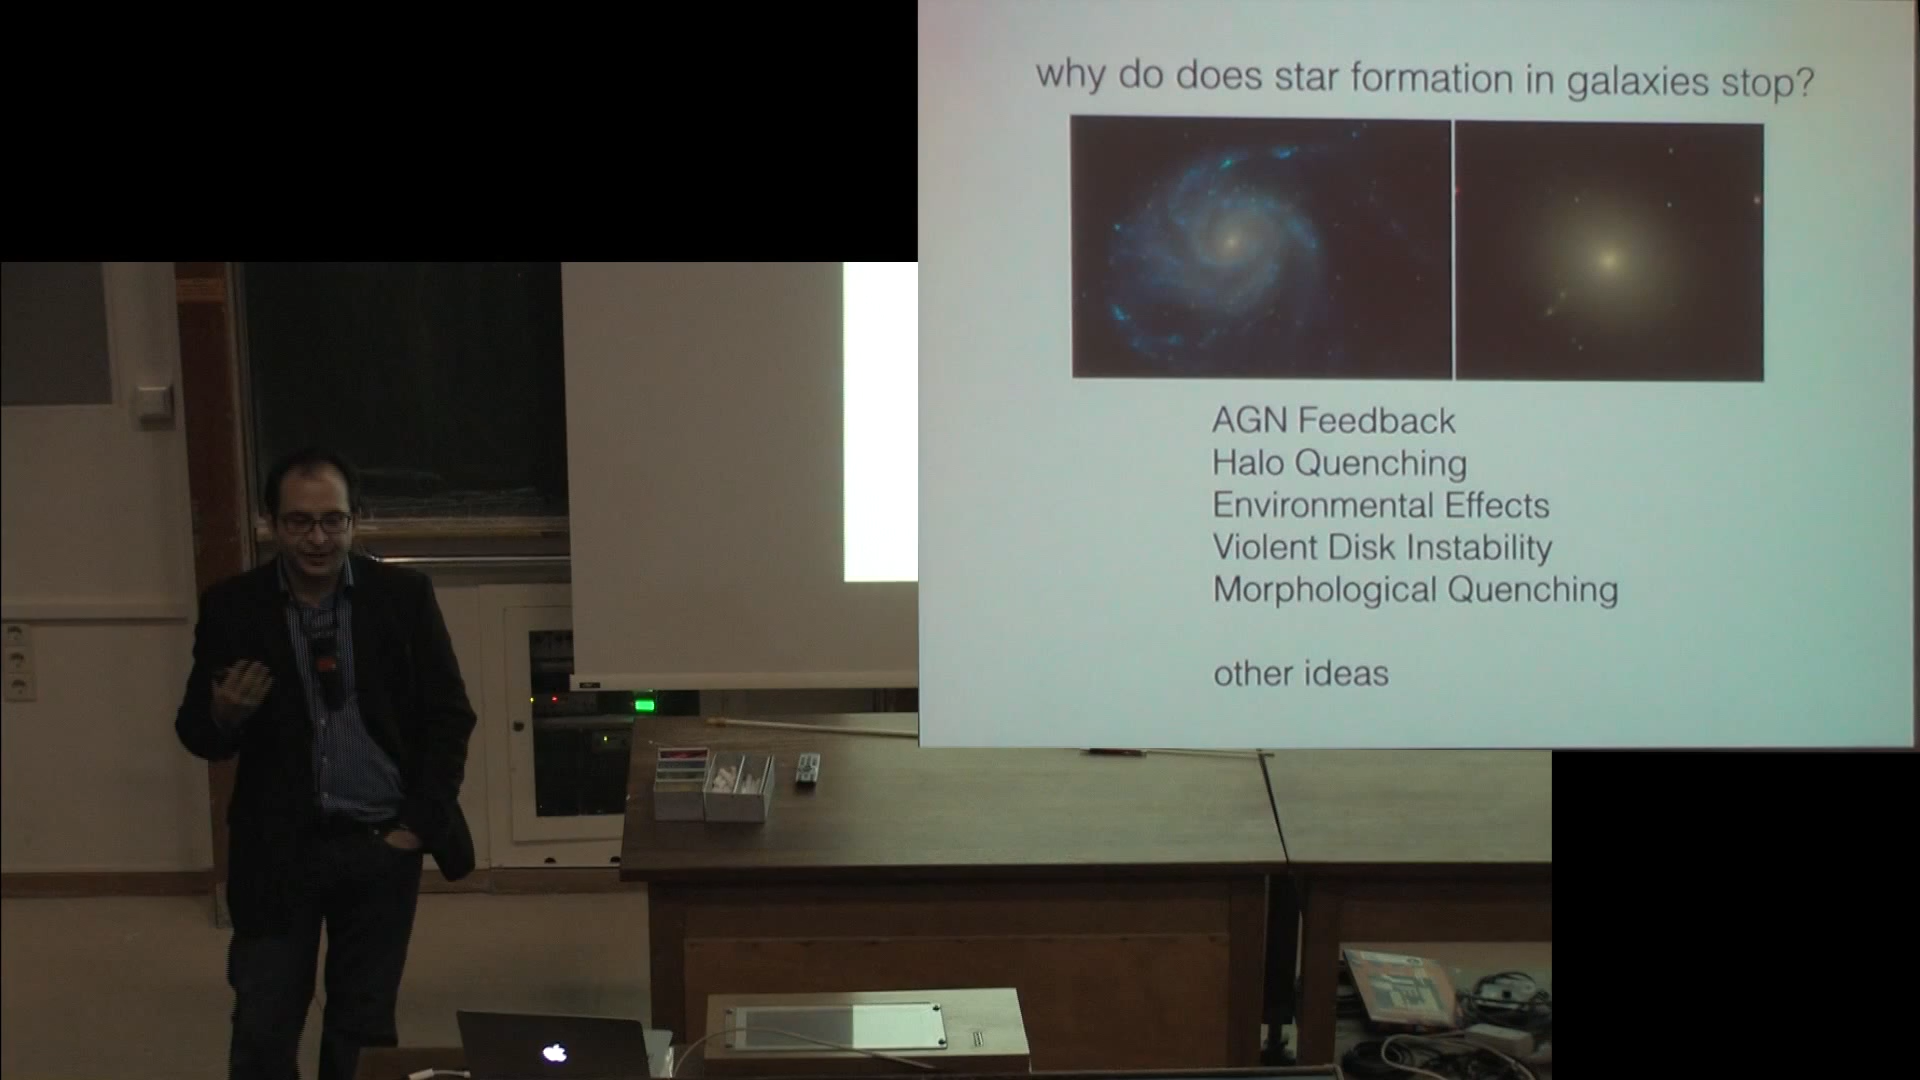 why do does star formation in galaxies stop?
AGN Feedback
Halo Quenching
Environmental Effects
Violent Disk Instability
Morphological Quenching
other ideas